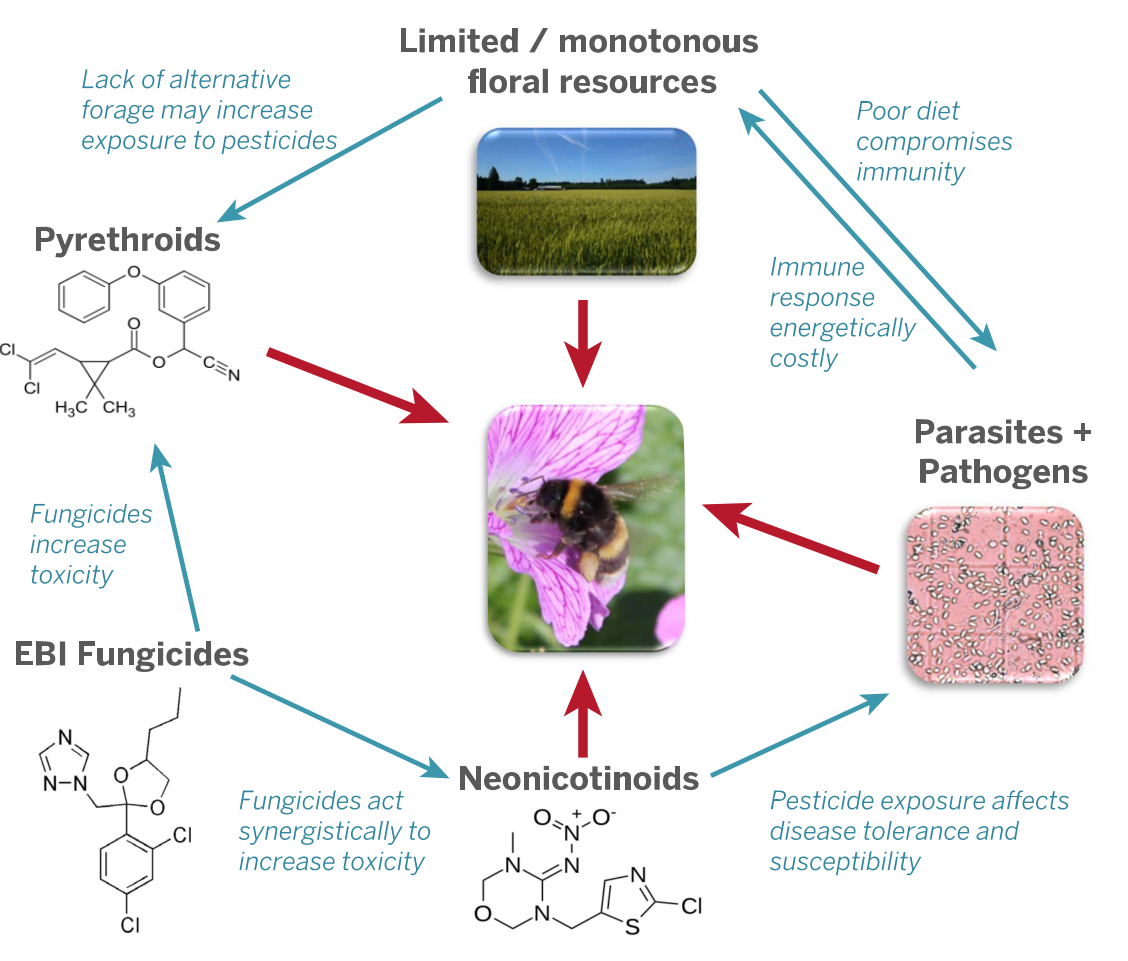 Limited / monotonous
floral resources
Lack of alternative
forage may increase
exposure to pesticides
Poor diet
compromises
immunity
Immune
response
energetically
costly
Pyrethroids
O
O
O
Cl
Cl
C≡N
H₃C CH₃
Parasites +
Pathogens
Fungicides
increase
toxicity
EBI Fungicides
N
N
N
O
O
Cl
Cl
Fungicides act
synergistically to
increase toxicity
Neonicotinoids
O N⁺ O⁻
N
N
O
N
N
S
Cl
Pesticide exposure affects
disease tolerance and
susceptibility